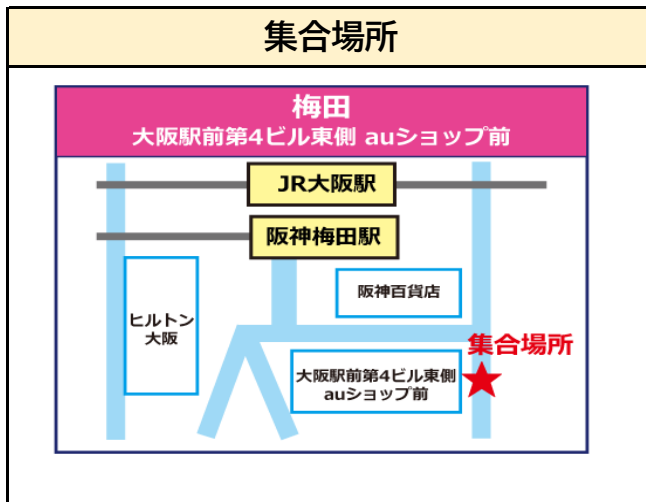 集合場所
梅田
大阪駅前第4ビル東側 auショップ前
JR大阪駅
阪神梅田駅
阪神百貨店
ヒルトン
大阪
集合場所
大阪駅前第4ビル東側
auショップ前